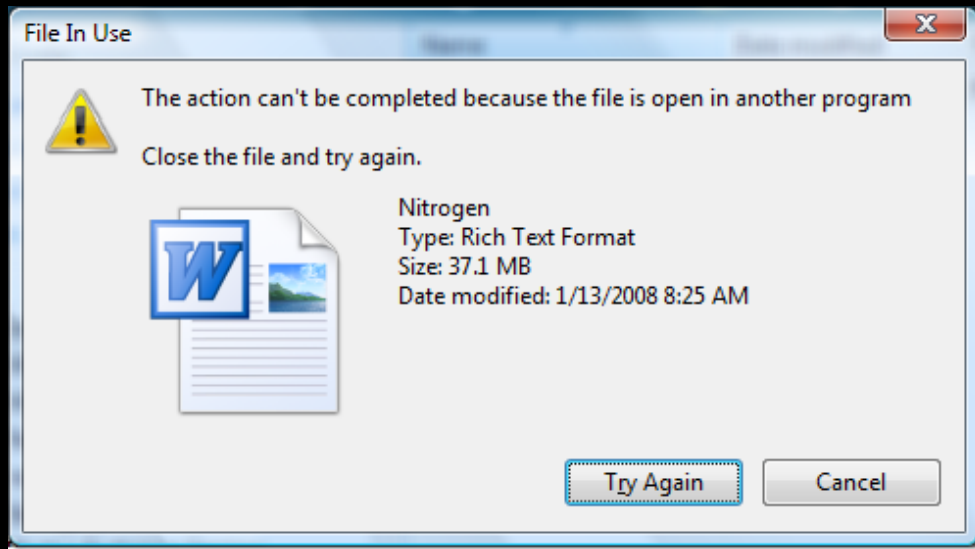 File In Use
The action can't be completed because the file is open in another program
Close the file and try again.
W
Nitrogen
Type: Rich Text Format
Size: 37.1 MB
Date modified: 1/13/2008 8:25 AM
Try Again
Cancel